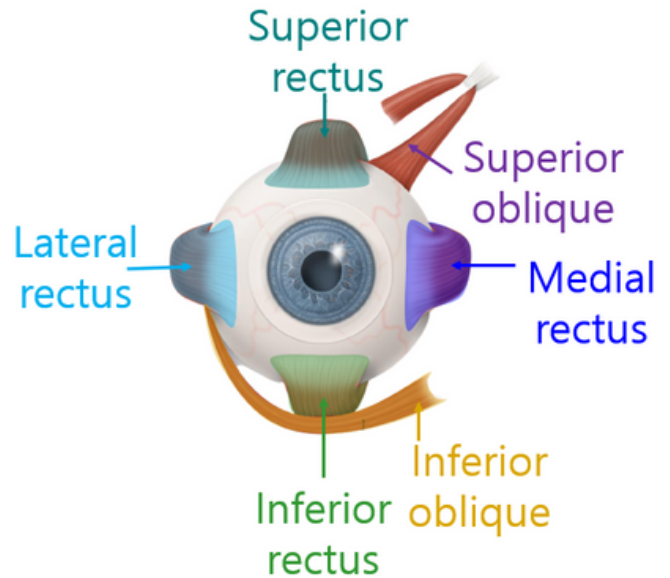 Superior
rectus
Superior
oblique
Lateral
rectus
Medial
rectus
Inferior
oblique
Inferior
rectus